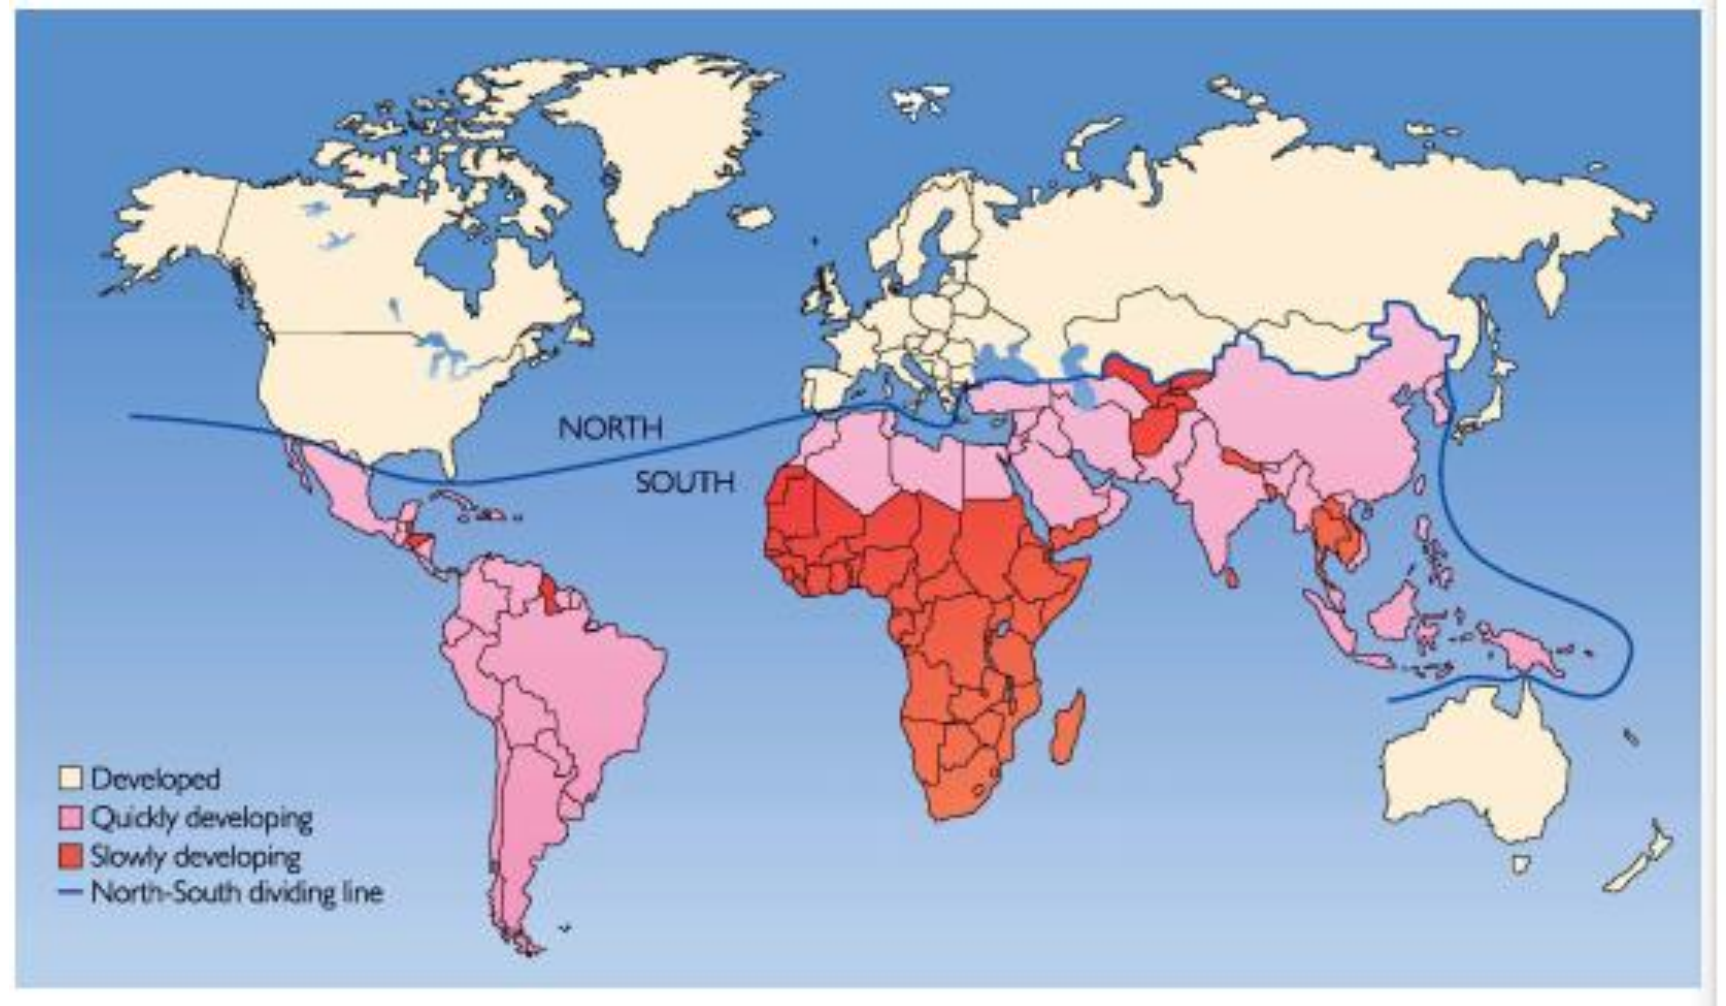 NORTH
SOUTH
Developed
Quickly developing
Slowly developing
North-South dividing line